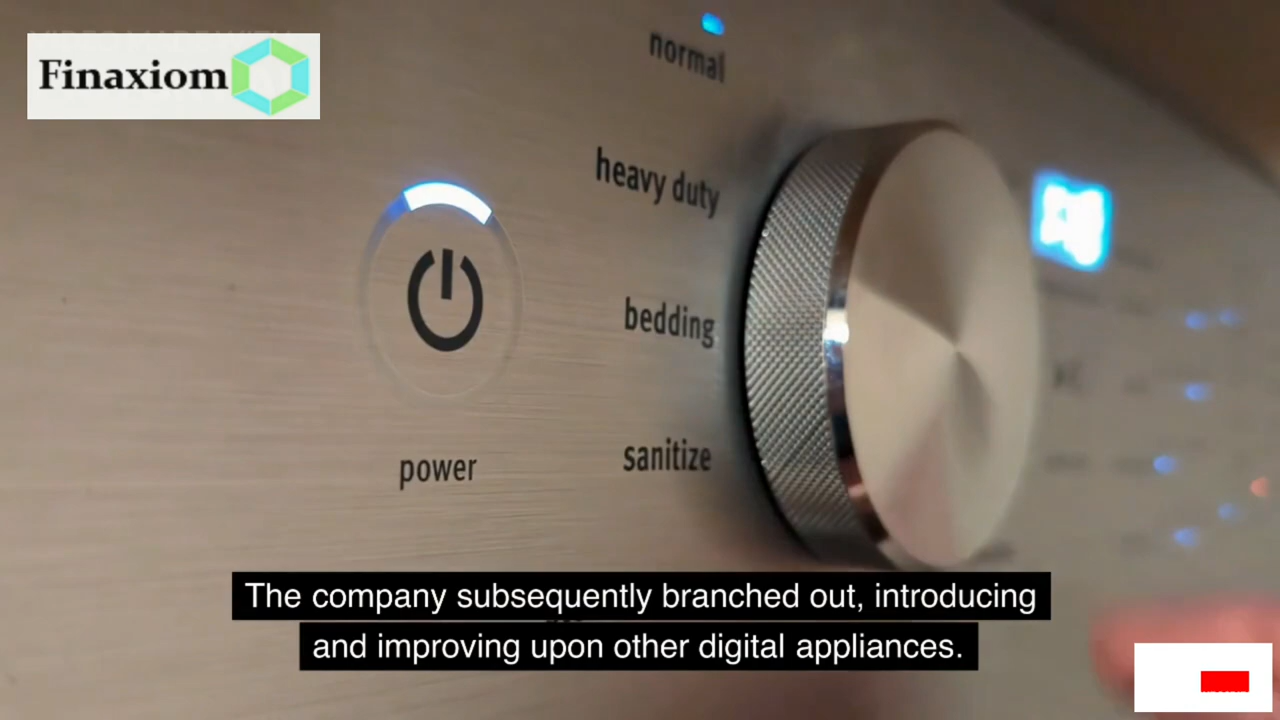 Finaxiom
normal
heavy duty
bedding
sanitize
power
The company subsequently branched out, introducing
and improving upon other digital appliances.